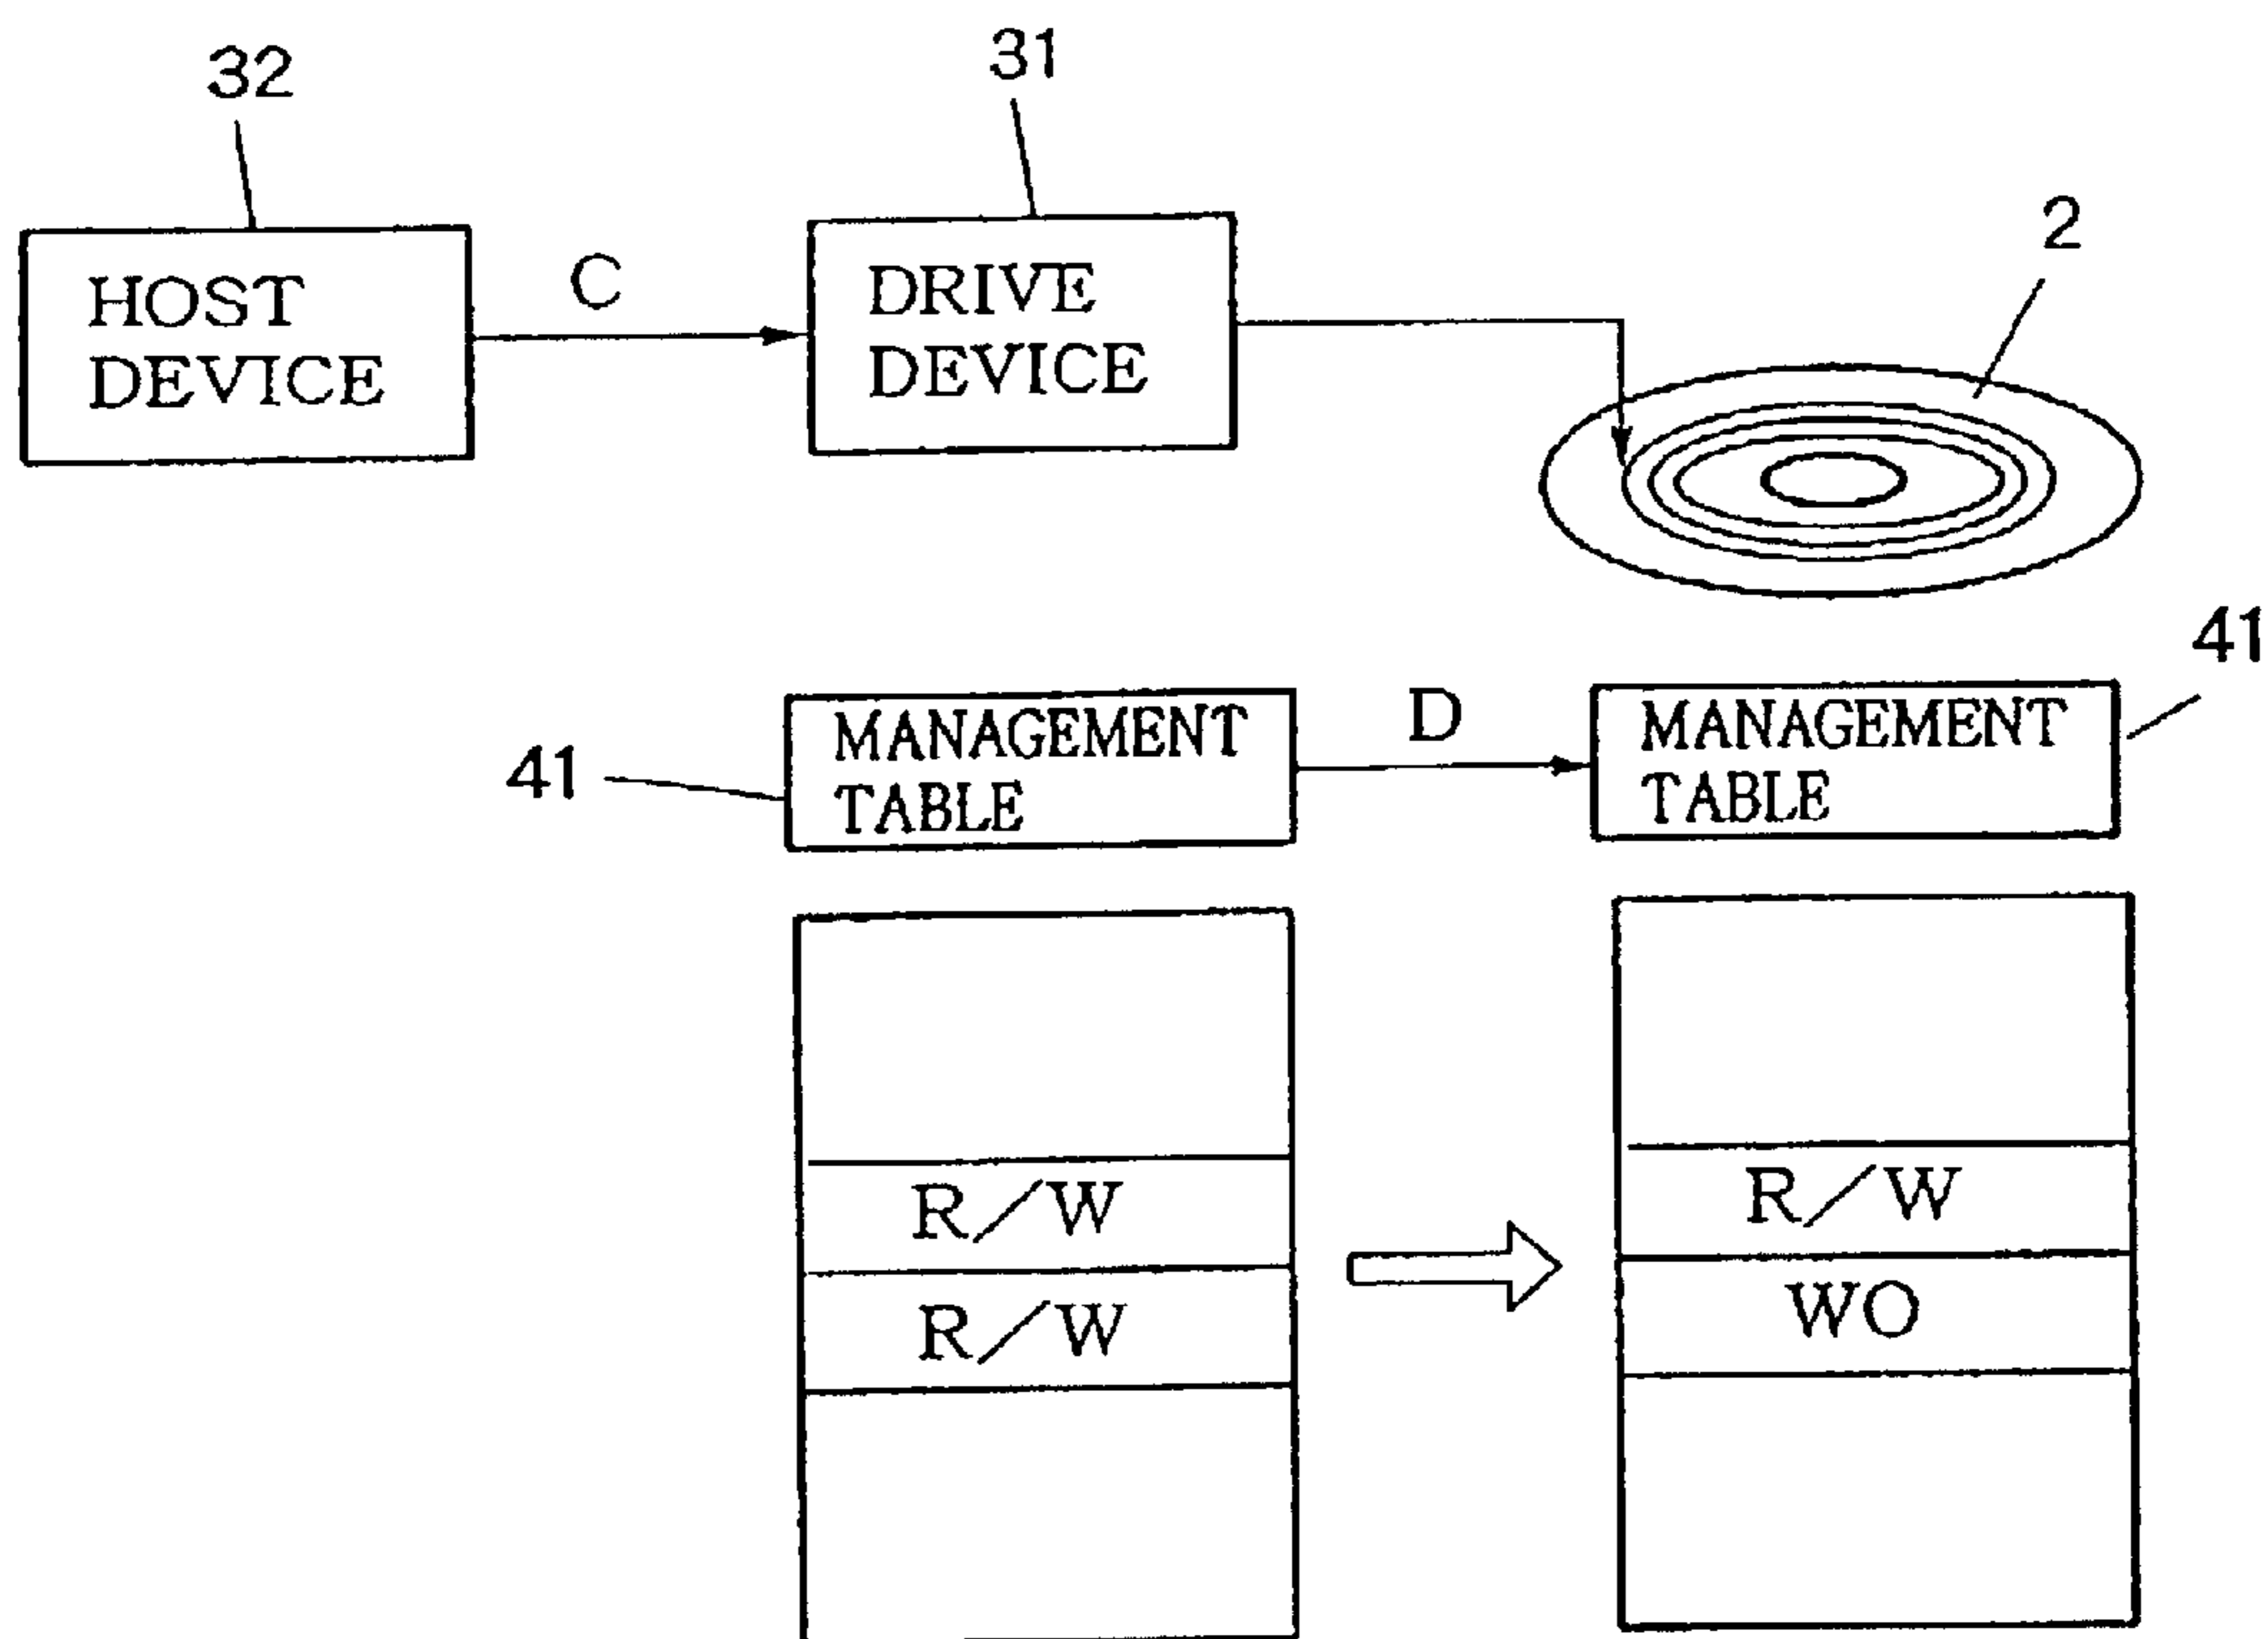 32
31
2
HOST
DEVICE
C
DRIVE
DEVICE
41
MANAGEMENT
TABLE
D
MANAGEMENT
TABLE
41
R/W
R/W
R/W
WO